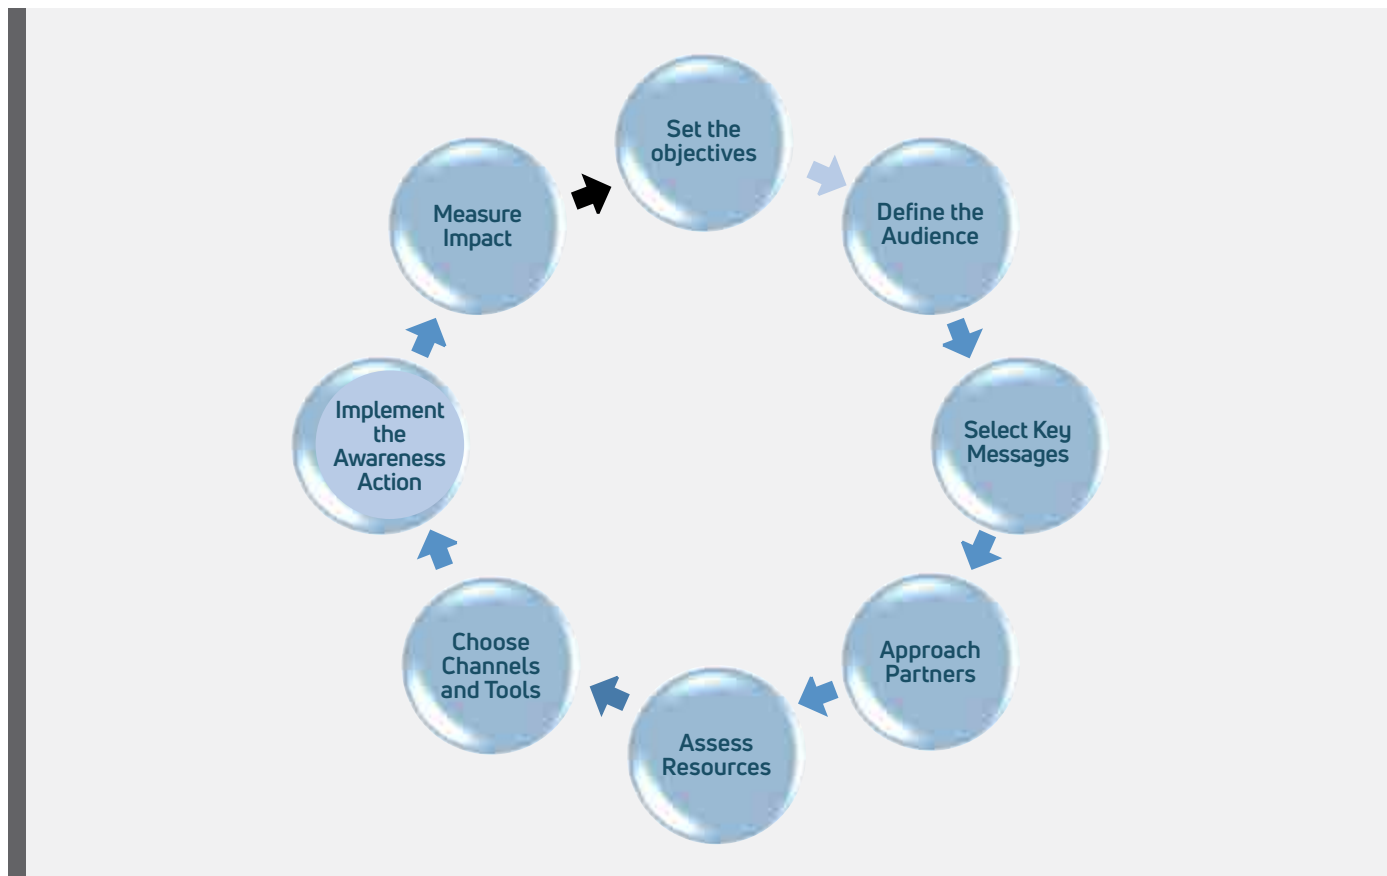 Set the
objectives
Define the
Audience
Select Key
Messages
Approach
Partners
Assess
Resources
Choose
Channels
and Tools
Implement
the
Awareness
Action
Measure
Impact